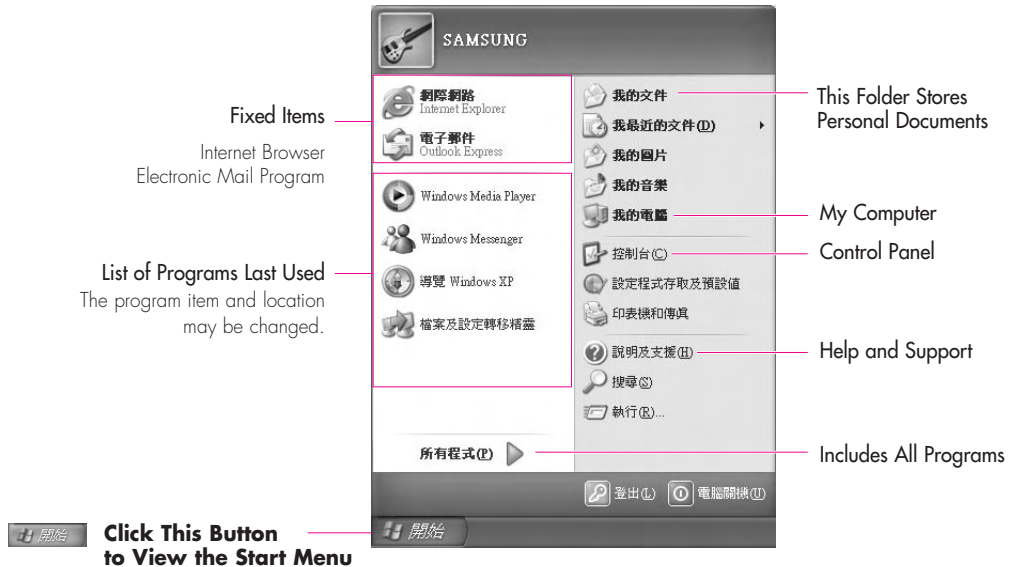 SAMSUNG
Fixed Items
Internet Browser
Electronic Mail Program
網際網路
Internet Explorer
電子郵件
Outlook Express
List of Programs Last Used
The program item and location
may be changed.
Windows Media Player
Windows Messenger
導覽 Windows XP
檔案及設定轉移精靈
所有程式(P)
我的文件
我最近的文件(D)
我的圖片
我的音樂
我的電腦
控制台(C)
設定程式存取及預設值
印表機和傳真
說明及支援(H)
搜尋(S)
執行(R)...
This Folder Stores
Personal Documents
My Computer
Control Panel
Help and Support
Includes All Programs
登出(L)
電腦關機(U)
開始
Click This Button
to View the Start Menu
開始